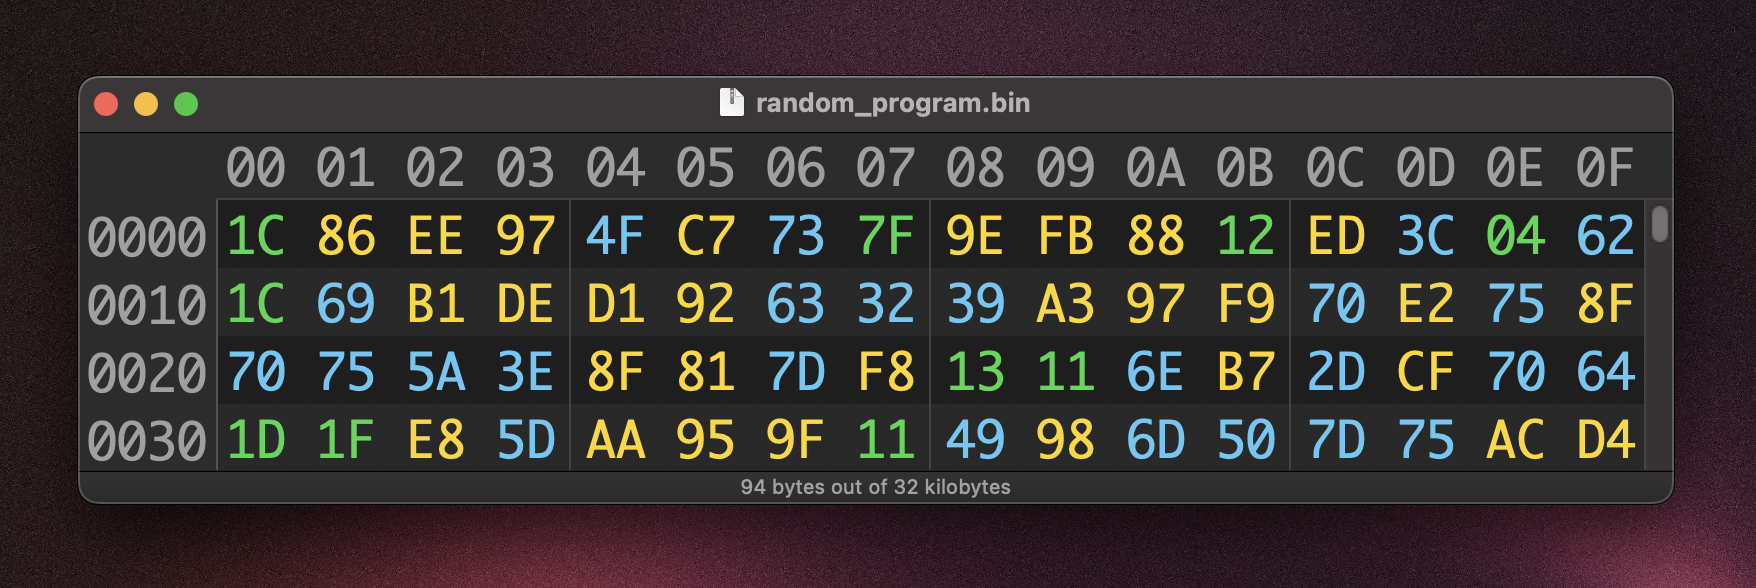 random_program.bin
00 01 02 03 04 05 06 07 08 09 0A 0B 0C 0D 0E 0F
0000 1C 86 EE 97 4F C7 73 7F 9E FB 88 12 ED 3C 04 62
0010 1C 69 B1 DE D1 92 63 32 39 A3 97 F9 70 E2 75 8F
0020 70 75 5A 3E 8F 81 7D F8 13 11 6E B7 2D CF 70 64
0030 1D 1F E8 5D AA 95 9F 11 49 98 6D 50 7D 75 AC D4
94 bytes out of 32 kilobytes